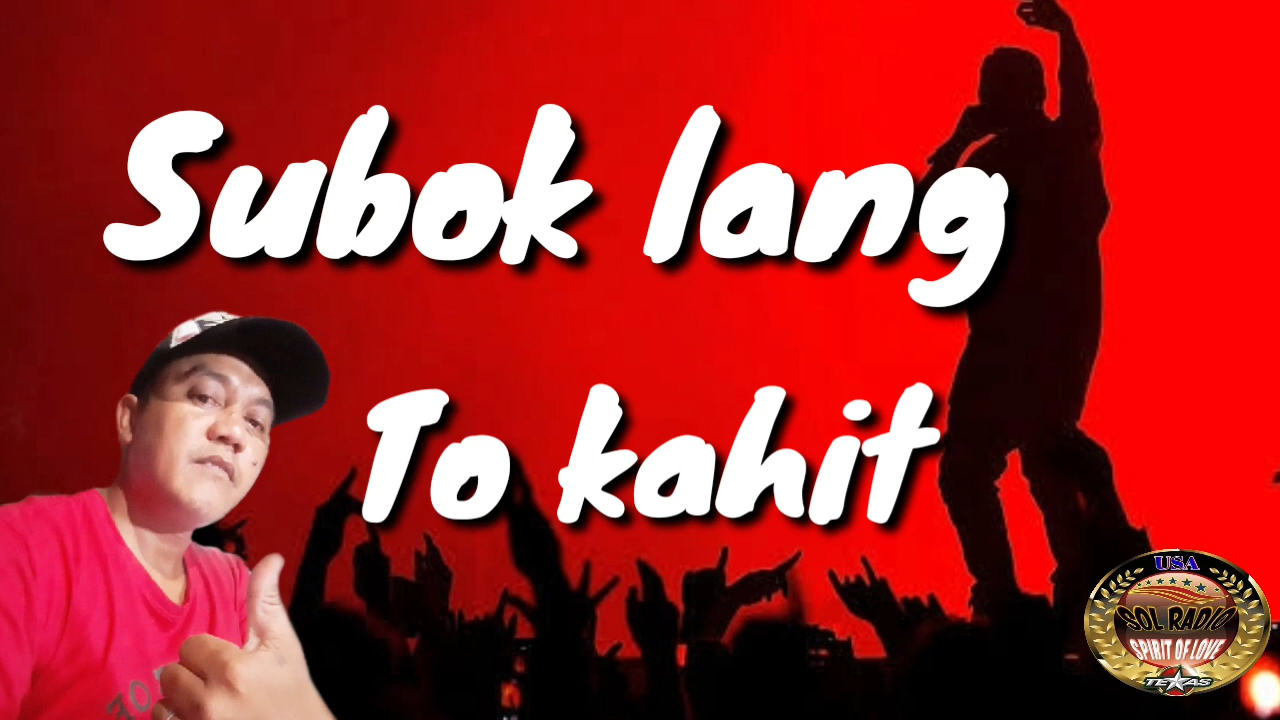 Subok lang
To kahit
USA
SOL RADIO
SPIRIT OF LOVE
TEXAS